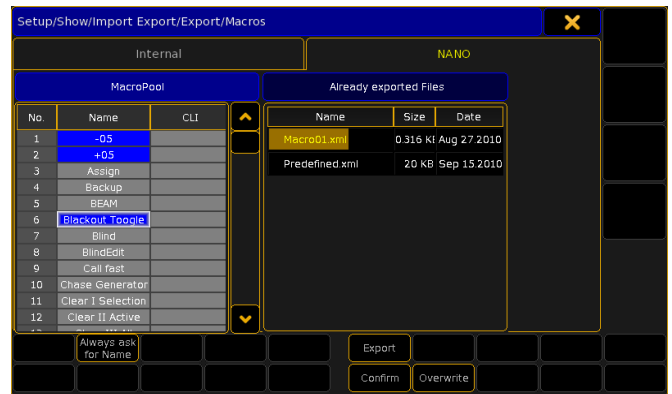 Setup/Show/Import Export/Export/Macros
Internal
NANO
MacroPool
Already exported Files
No. Name CLI
Name Size Date
1 -05
2 +05
3 Assign
4 Backup
5 BEAM
6 Blackout Toogle
7 Blind
8 BlindEdit
9 Call fast
10 Chase Generator
11 Clear I Selection
12 Clear II Active
Macro01.xml 0.316 KB Aug 27.2010
Predefined.xml 20 KB Sep 15.2010
Always ask
for Name
Export
Confirm
Overwrite